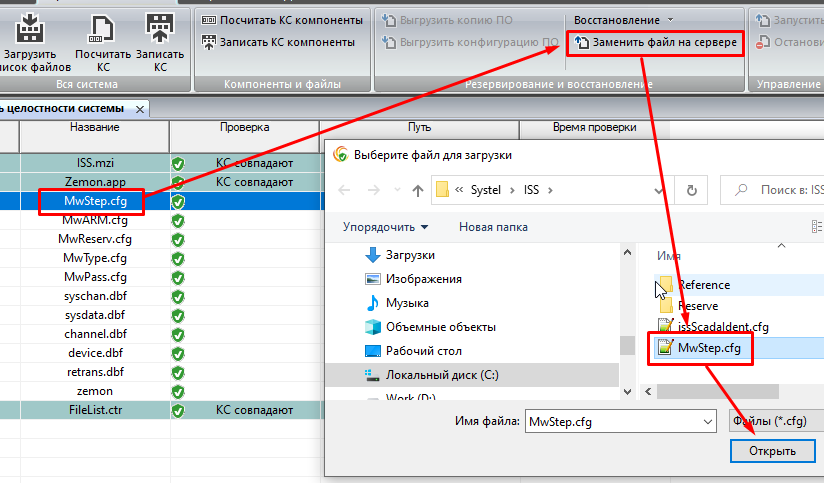 Загрузить
исок файлов
Посчитать
КС
Записать
КС
Вся система
Посчитать КС компоненты
Записать КС компоненты
Компоненты и файлы
Выгрузить копию ПО
Выгрузить конфигурацию ПО
Восстановление
Заменить файл на сервере
Резервирование и восстановление
Запустить
Останови
Управление
ь целостности системы
Название
Проверка
Путь
Время проверки
ISS.mzi
КС совпадают
Zemon.app
КС совпадают
MwStep.cfg
MwARM.cfg
MwReserv.cfg
MwType.cfg
MwPass.cfg
syschan.dbf
sysdata.dbf
channel.dbf
device.dbf
retrans.dbf
zemon
FileList.ctr
КС совпадают
Выберите файл для загрузки
« Systel › ISS ›
Поиск в: IS
Упорядочить
Новая папка
Загрузки
Изображения
Музыка
Объемные объекты
Рабочий стол
Локальный диск (C:)
Work (D:)
Имя
Reference
Reserve
issScadaIdent.cfg
MwStep.cfg
Имя файла:
MwStep.cfg
Файлы (*.cfg)
Открыть